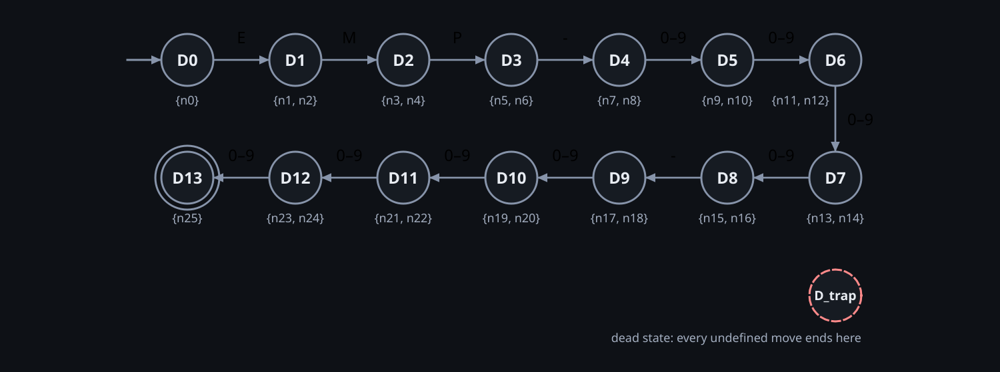 E M P - 0–9 0–9
D0 D1 D2 D3 D4 D5 D6
{n0} {n1, n2} {n3, n4} {n5, n6} {n7, n8} {n9, n10} {n11, n12}
0–9
0–9 0–9 0–9 0–9 - 0–9
D13 D12 D11 D10 D9 D8 D7
{n25} {n23, n24} {n21, n22} {n19, n20} {n17, n18} {n15, n16} {n13, n14}
D_trap
dead state: every undefined move ends here